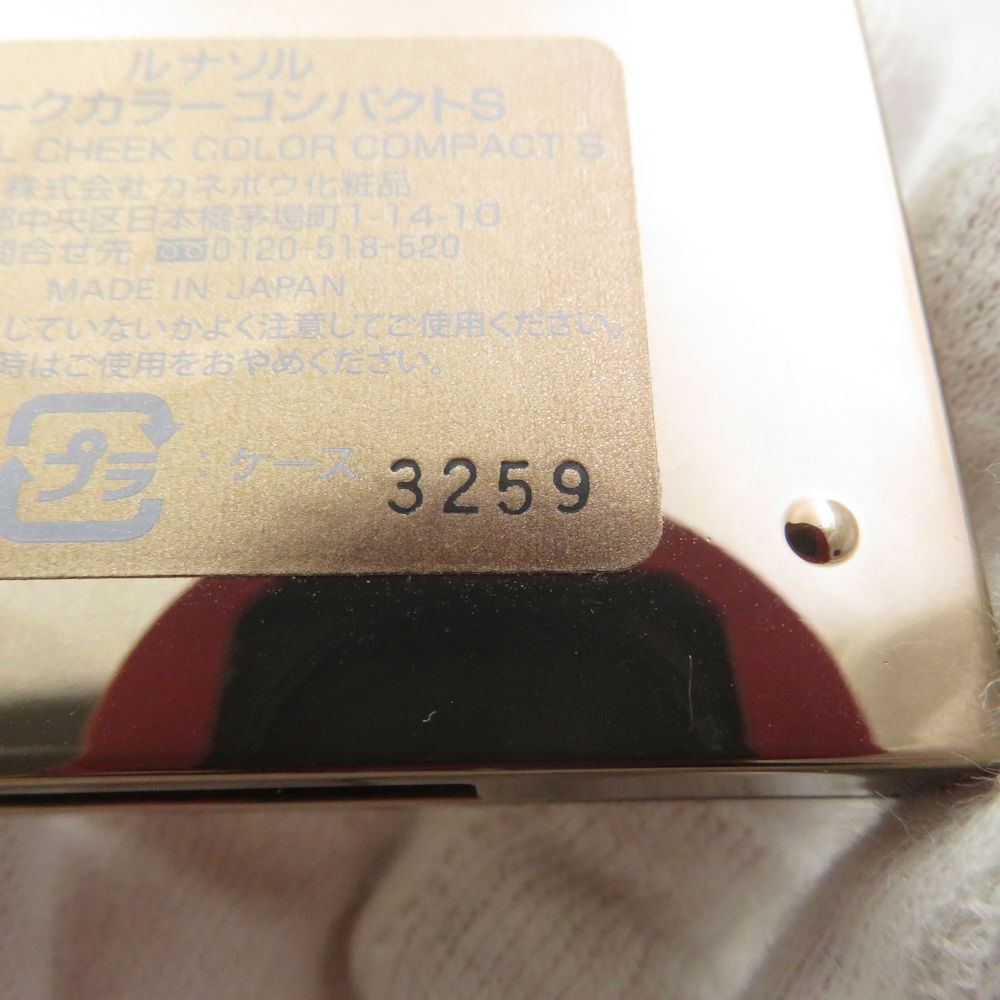 ルナソル
ークカラーコンパクトS
L CHEEK COLOR COMPACT S
株式会社カネボウ化粧品
都中央区日本橋茅場町1-14-10
問合せ先 0120-518-520
MADE IN JAPAN
していないかよく注意してご使用ください。
時はご使用をおやめください。
プラ :ケース 3259